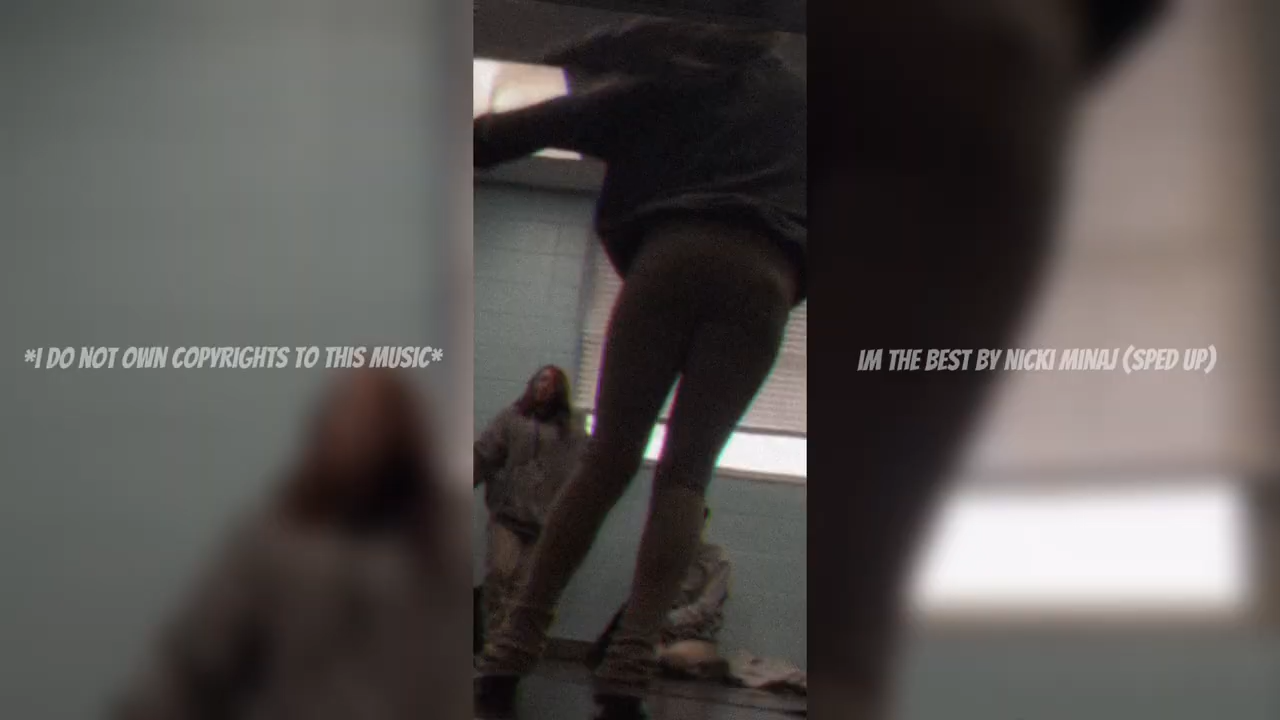 *I DO NOT OWN COPYRIGHTS TO THIS MUSIC*
IM THE BEST BY NICKI MINAJ (SPED UP)